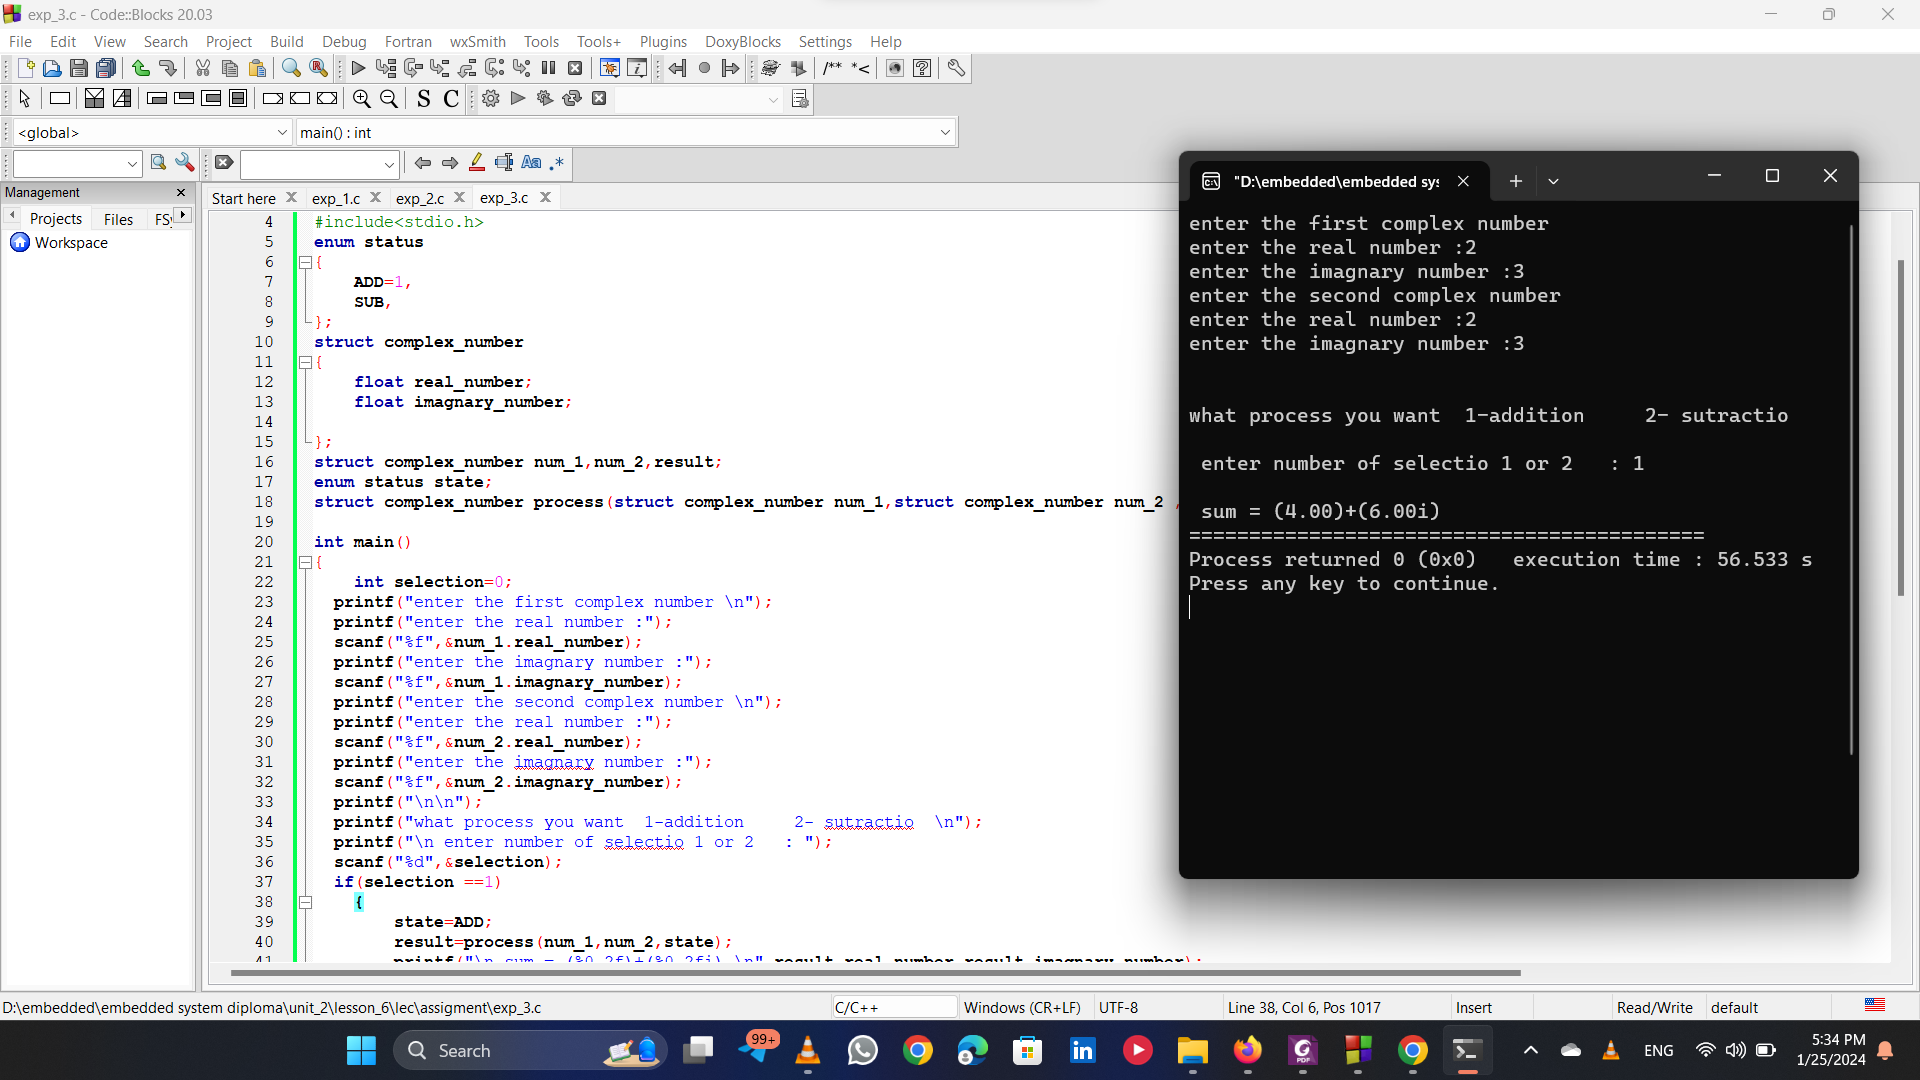 exp_3.c - Code::Blocks 20.03
File Edit View Search Project Build Debug Fortran wxSmith Tools Tools+ Plugins DoxyBlocks Settings Help
/** *<
S C
<global> main() : int
Aa .*
Management
Projects Files FSy
Workspace
Start here exp_1.c exp_2.c exp_3.c
4 #include<stdio.h>
5 enum status
6 {
7 ADD=1,
8 SUB,
9 };
10 struct complex_number
11 {
12 float real_number;
13 float imagnary_number;
14
15 };
16 struct complex_number num_1,num_2,result;
17 enum status state;
18 struct complex_number process(struct complex_number num_1,struct complex_number num_2 ,
19
20 int main()
21 {
22 int selection=0;
23 printf("enter the first complex number \n");
24 printf("enter the real number :");
25 scanf("%f",&num_1.real_number);
26 printf("enter the imagnary number :");
27 scanf("%f",&num_1.imagnary_number);
28 printf("enter the second complex number \n");
29 printf("enter the real number :");
30 scanf("%f",&num_2.real_number);
31 printf("enter the imagnary number :");
32 scanf("%f",&num_2.imagnary_number);
33 printf("\n\n");
34 printf("what process you want  1-addition     2- sutractio  \n");
35 printf("\n enter number of selectio 1 or 2   : ");
36 scanf("%d",&selection);
37 if(selection ==1)
38 {
39 state=ADD;
40 result=process(num_1,num_2,state);
41 printf("\n sum = (%0.2f)+(%0.2fi) \n",result.real_number,result.imagnary_number);
"D:\embedded\embedded sys
enter the first complex number
enter the real number :2
enter the imagnary number :3
enter the second complex number
enter the real number :2
enter the imagnary number :3
what process you want  1-addition     2- sutractio
enter number of selectio 1 or 2   : 1
sum = (4.00)+(6.00i)
===========================================
Process returned 0 (0x0)   execution time : 56.533 s
Press any key to continue.
D:\embedded\embedded system diploma\unit_2\lesson_6\lec\assigment\exp_3.c C/C++ Windows (CR+LF) UTF-8 Line 38, Col 6, Pos 1017 Insert Read/Write default
Search 99+ ENG 5:34 PM
1/25/2024